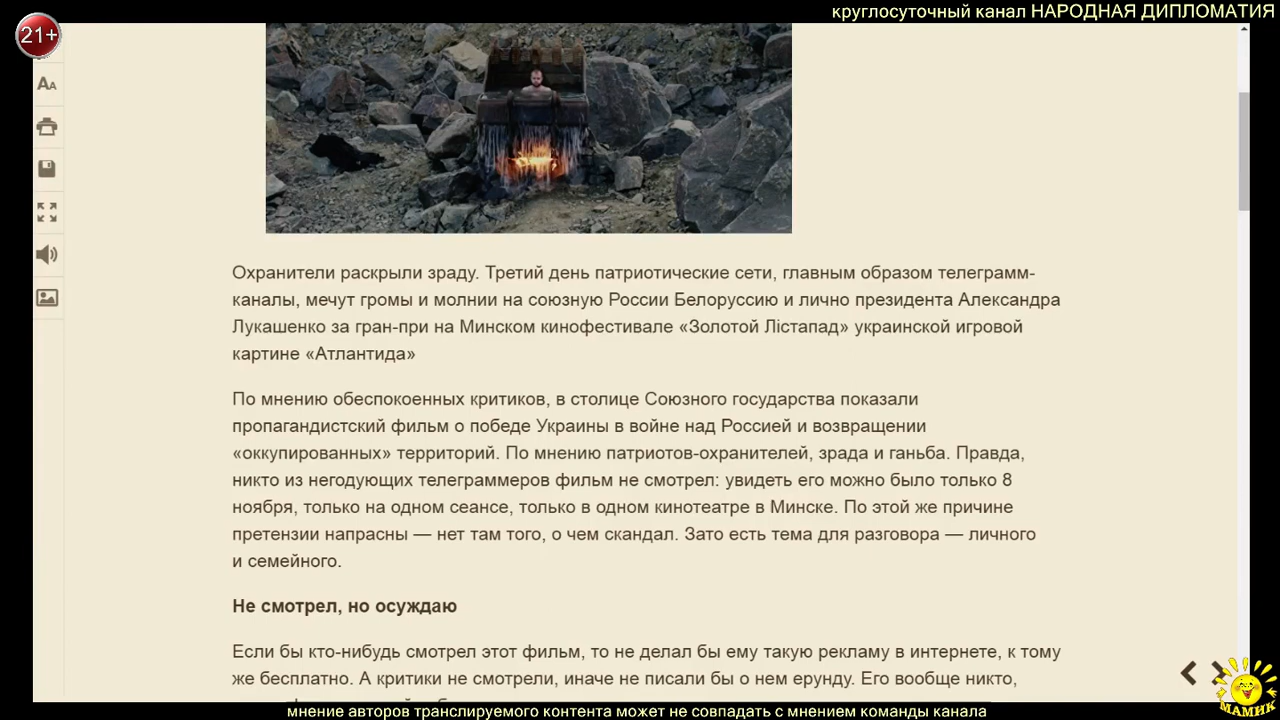 круглосуточный канал НАРОДНАЯ ДИПЛОМАТИЯ
21+
AA
Охранители раскрыли зраду. Третий день патриотические сети, главным образом телеграмм-
каналы, мечут громы и молнии на союзную России Белоруссию и лично президента Александра
Лукашенко за гран-при на Минском кинофестивале «Золотой Лiстапад» украинской игровой
картине «Атлантида»
По мнению обеспокоенных критиков, в столице Союзного государства показали
пропагандистский фильм о победе Украины в войне над Россией и возвращении
«оккупированных» территорий. По мнению патриотов-охранителей, зрада и ганьба. Правда,
никто из негодующих телеграммеров фильм не смотрел: увидеть его можно было только 8
ноября, только на одном сеансе, только в одном кинотеатре в Минске. По этой же причине
претензии напрасны — нет там того, о чем скандал. Зато есть тема для разговора — личного
и семейного.
Не смотрел, но осуждаю
Если бы кто-нибудь смотрел этот фильм, то не делал бы ему такую рекламу в интернете, к тому
же бесплатно. А критики не смотрели, иначе не писали бы о нем ерунду. Его вообще никто,
МАМИК
мнение авторов транслируемого контента может не совпадать с мнением команды канала